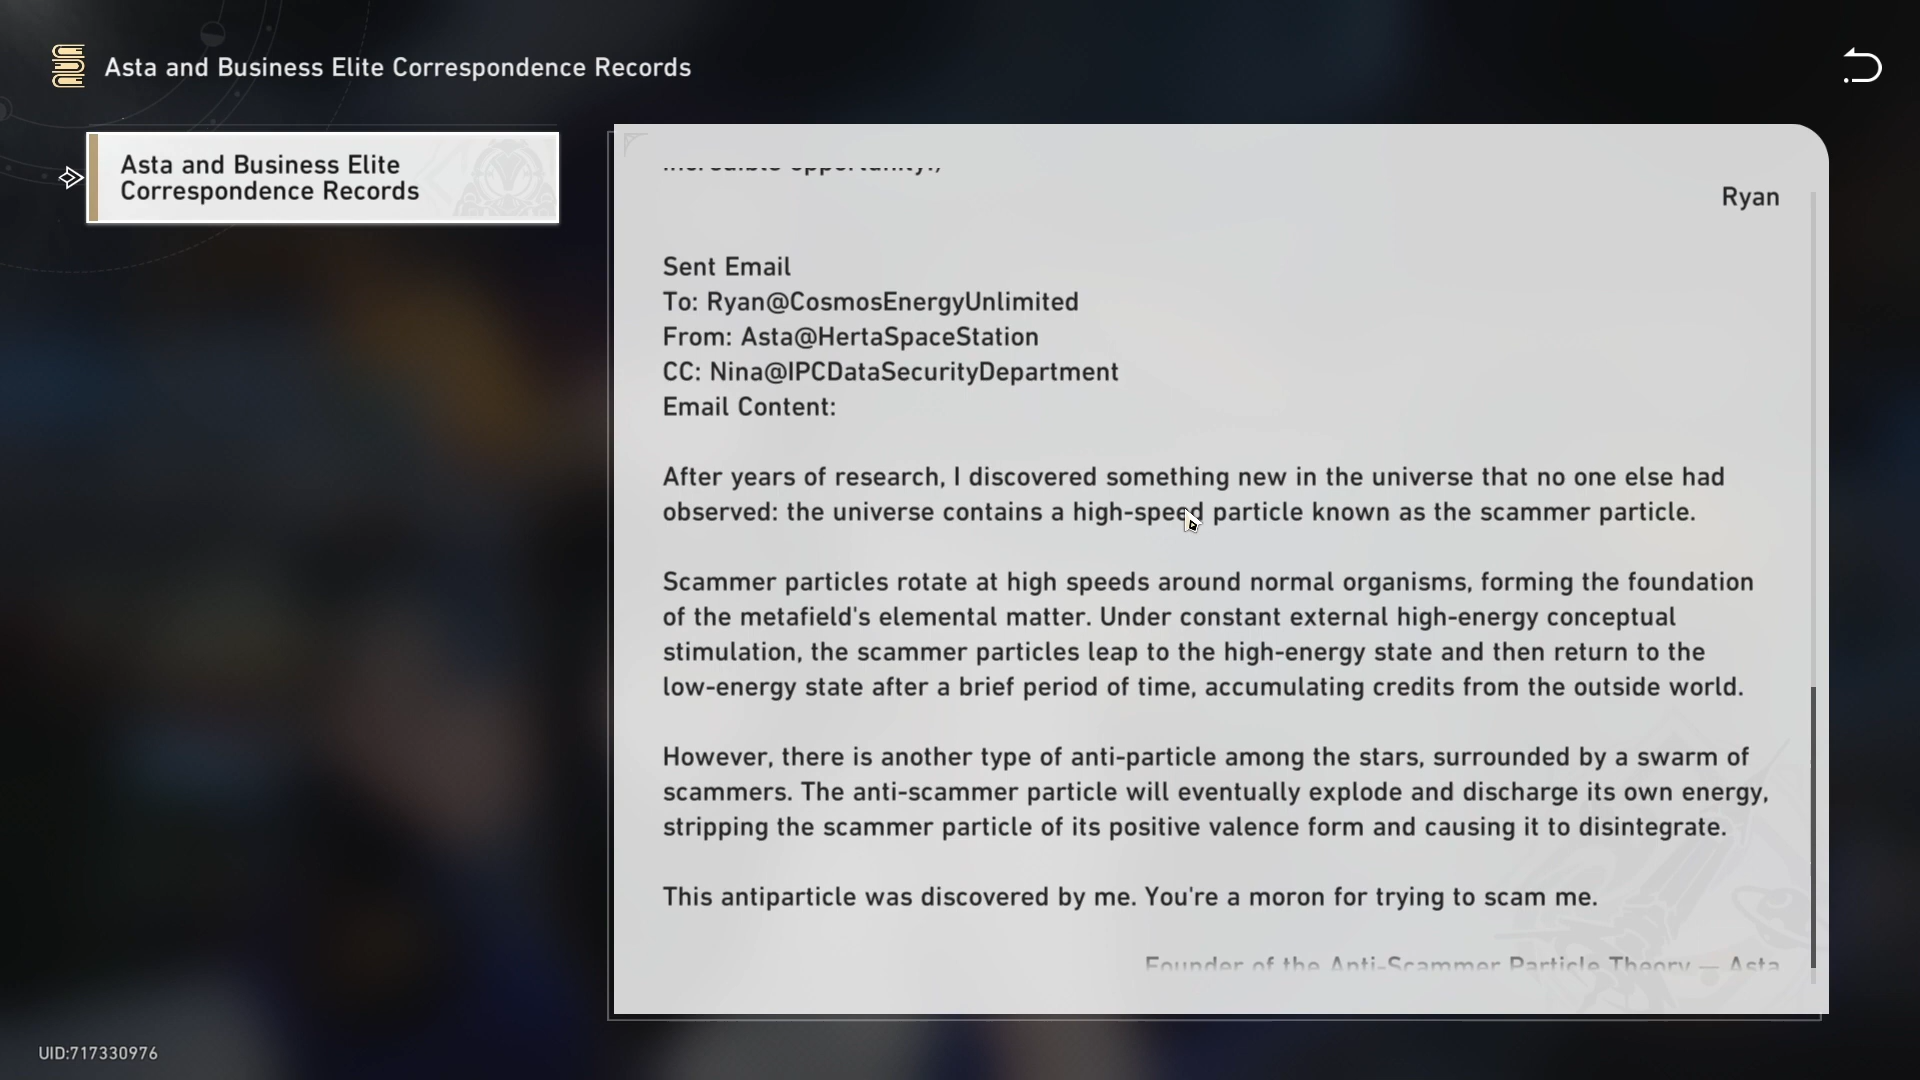 Asta and Business Elite Correspondence Records
Asta and Business Elite
Correspondence Records
incredible opportunity!)
Ryan
Sent Email
To: Ryan@CosmosEnergyUnlimited
From: Asta@HertaSpaceStation
CC: Nina@IPCDataSecurityDepartment
Email Content:
After years of research, I discovered something new in the universe that no one else had
observed: the universe contains a high-speed particle known as the scammer particle.
Scammer particles rotate at high speeds around normal organisms, forming the foundation
of the metafield's elemental matter. Under constant external high-energy conceptual
stimulation, the scammer particles leap to the high-energy state and then return to the
low-energy state after a brief period of time, accumulating credits from the outside world.
However, there is another type of anti-particle among the stars, surrounded by a swarm of
scammers. The anti-scammer particle will eventually explode and discharge its own energy,
stripping the scammer particle of its positive valence form and causing it to disintegrate.
This antiparticle was discovered by me. You're a moron for trying to scam me.
Founder of the Anti-Scammer Particle Theory — Asta
UID:717330976